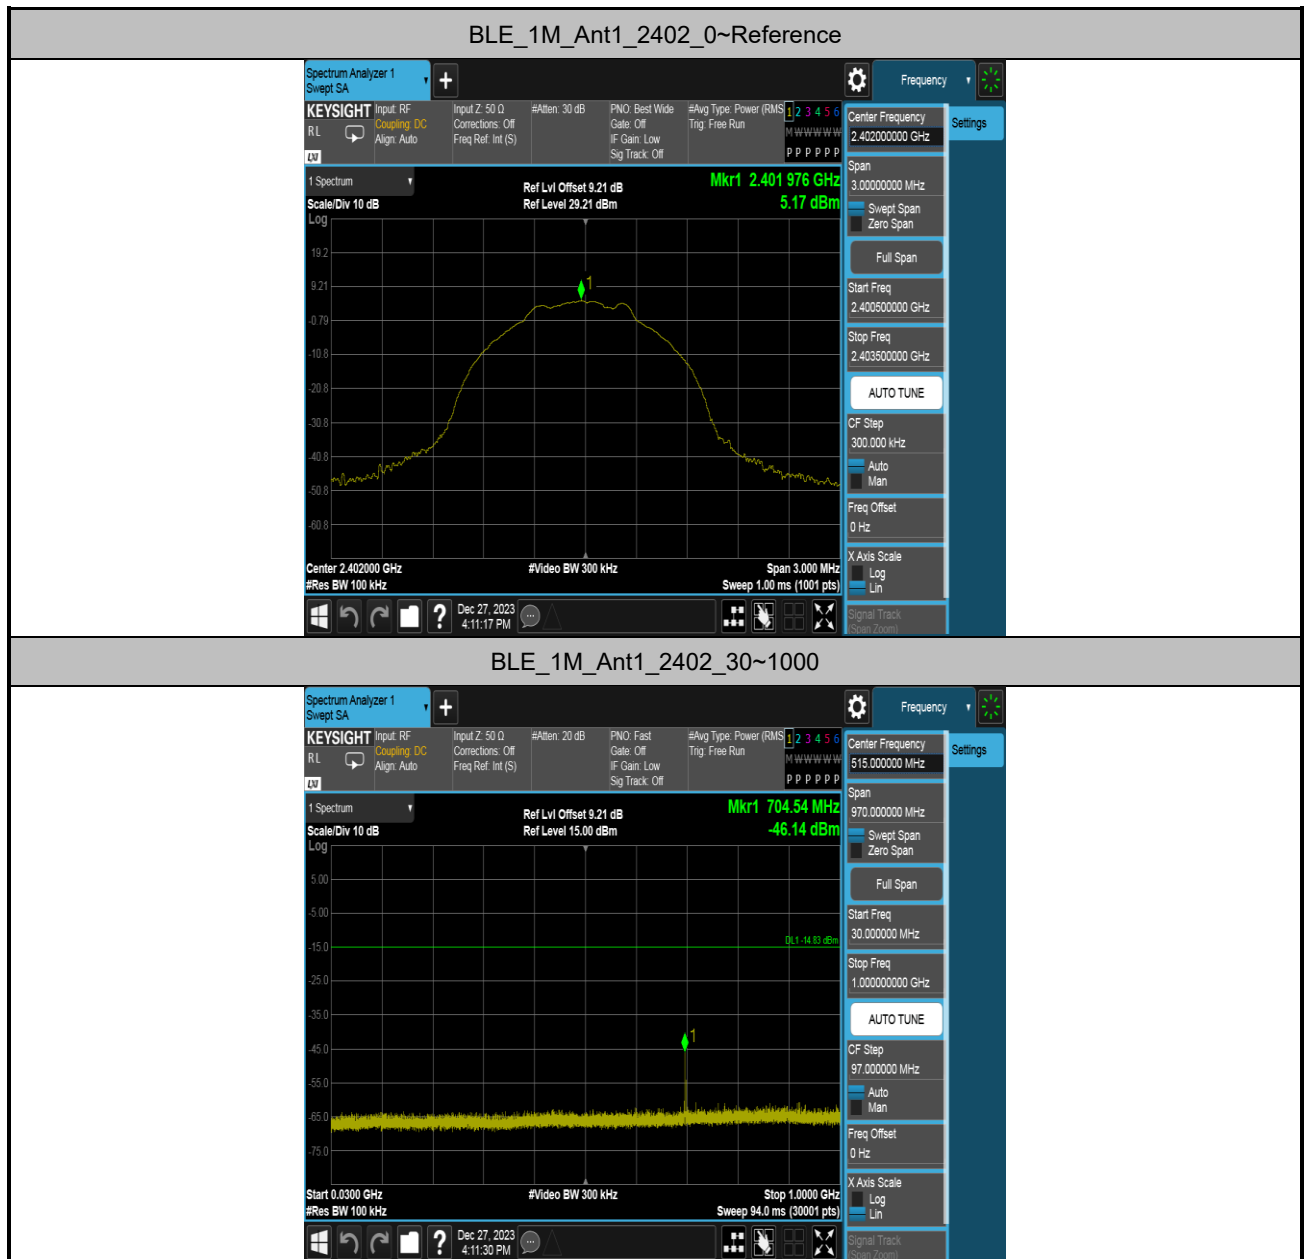 BLE_1M_Ant1_2402_0~Reference
Spectrum Analyzer 1
Swept SA
Frequency
KEYSIGHT
RL
LXI
Input: RF
Coupling: DC
Align: Auto
Input Z: 50 Ω
Corrections: Off
Freq Ref: Int (S)
#Atten: 30 dB
PNO: Best Wide
Gate: Off
IF Gain: Low
Sig Track: Off
#Avg Type: Power (RMS
Trig: Free Run
1 2 3 4 5 6
M W W W W W
P P P P P P
Center Frequency
2.402000000 GHz
Settings
Span
3.00000000 MHz
Swept Span
Zero Span
Full Span
Start Freq
2.400500000 GHz
Stop Freq
2.403500000 GHz
AUTO TUNE
CF Step
300.000 kHz
Auto
Man
Freq Offset
0 Hz
X Axis Scale
Log
Lin
Signal Track
(Span Zoom)
1 Spectrum
Scale/Div 10 dB
Log
Ref Lvl Offset 9.21 dB
Ref Level 29.21 dBm
Mkr1 2.401 976 GHz
5.17 dBm
19.2
9.21
-0.79
-10.8
-20.8
-30.8
-40.8
-50.8
-60.8
1
Center 2.402000 GHz
#Res BW 100 kHz
#Video BW 300 kHz
Span 3.000 MHz
Sweep 1.00 ms (1001 pts)
Dec 27, 2023
4:11:17 PM
BLE_1M_Ant1_2402_30~1000
Spectrum Analyzer 1
Swept SA
Frequency
KEYSIGHT
RL
LXI
Input: RF
Coupling: DC
Align: Auto
Input Z: 50 Ω
Corrections: Off
Freq Ref: Int (S)
#Atten: 20 dB
PNO: Fast
Gate: Off
IF Gain: Low
Sig Track: Off
#Avg Type: Power (RMS
Trig: Free Run
1 2 3 4 5 6
M W W W W W
P P P P P P
Center Frequency
515.000000 MHz
Settings
Span
970.000000 MHz
Swept Span
Zero Span
Full Span
Start Freq
30.000000 MHz
Stop Freq
1.000000000 GHz
AUTO TUNE
CF Step
97.000000 MHz
Auto
Man
Freq Offset
0 Hz
X Axis Scale
Log
Lin
Signal Track
(Span Zoom)
1 Spectrum
Scale/Div 10 dB
Log
Ref Lvl Offset 9.21 dB
Ref Level 15.00 dBm
Mkr1 704.54 MHz
-46.14 dBm
5.00
-5.00
-15.0
-25.0
-35.0
-45.0
-55.0
-65.0
-75.0
DL1 -14.83 dBm
1
Start 0.0300 GHz
#Res BW 100 kHz
#Video BW 300 kHz
Stop 1.0000 GHz
Sweep 94.0 ms (30001 pts)
Dec 27, 2023
4:11:30 PM